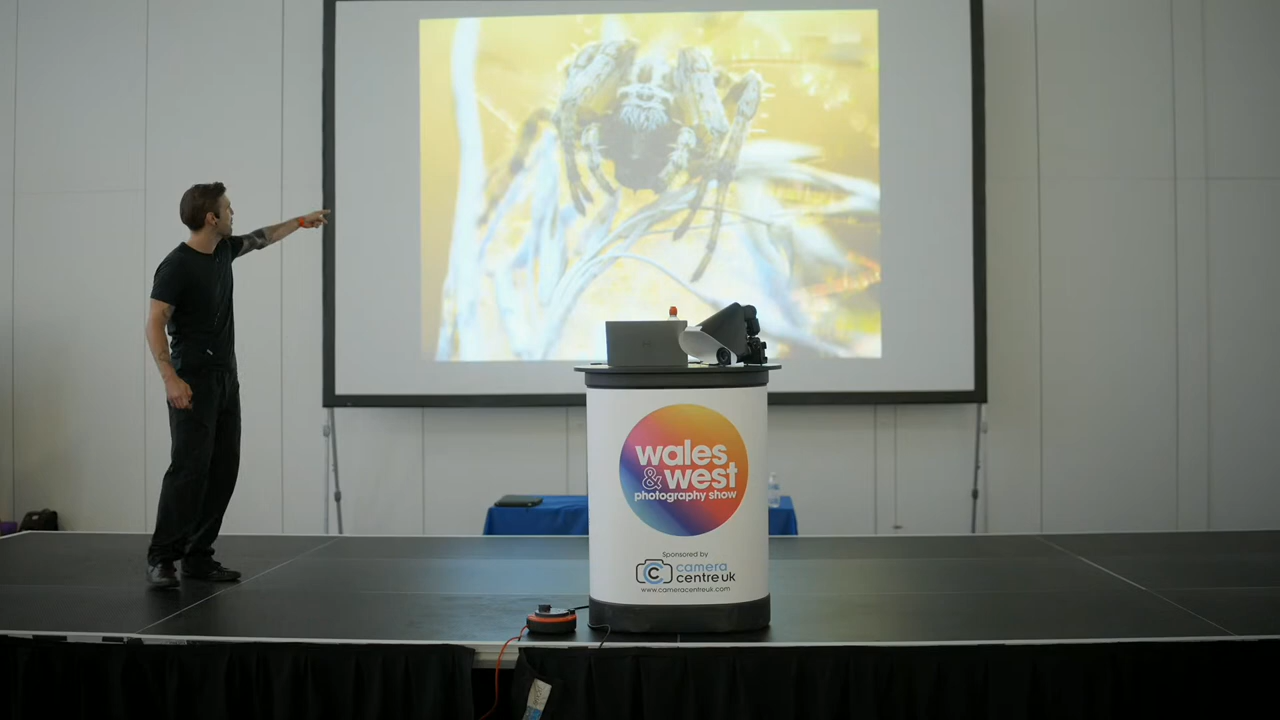 wales
& west
photography show
Sponsored by
camera
centre uk
www.cameracentreuk.com